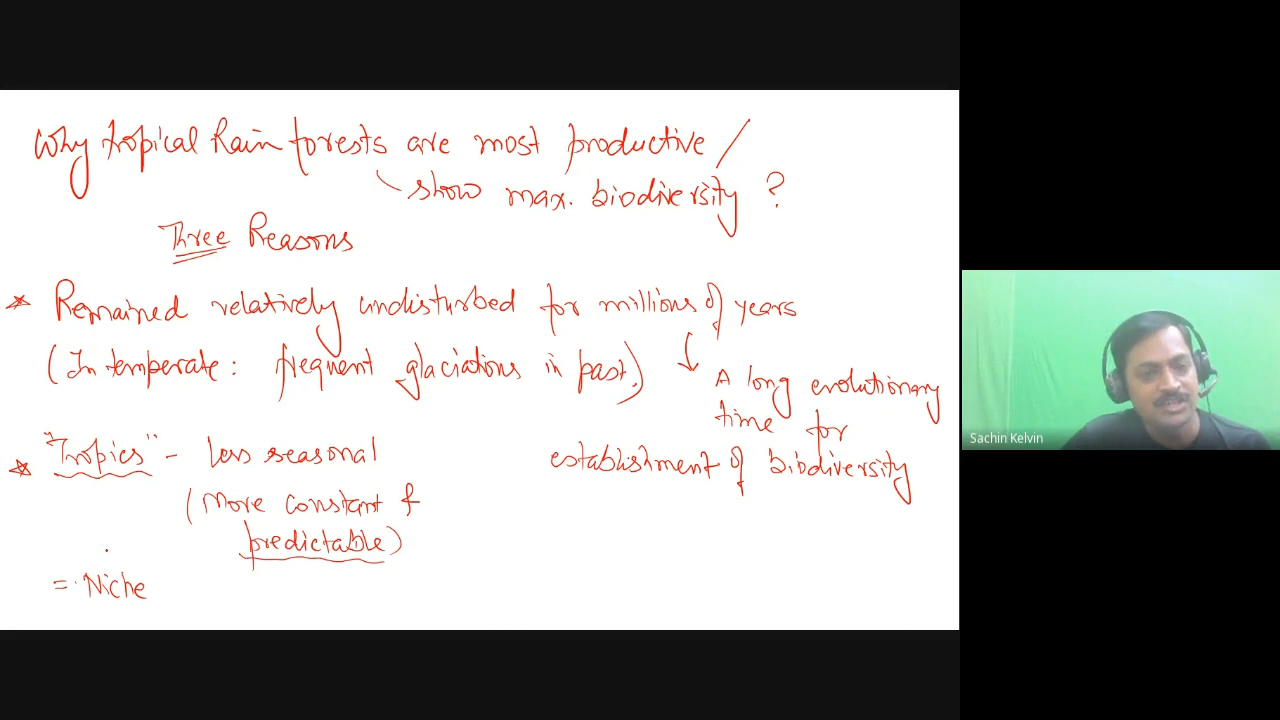 Why tropical Rain forests are most productive /
show max. biodiversity ?
Three Reasons
* Remained relatively undisturbed for millions of years
(In temperate : frequent glaciations in past.)
A long evolutionary
time for
establishment of biodiversity
* "Tropics" - less seasonal
(More constant &
predictable)
= Niche
Sachin Kelvin